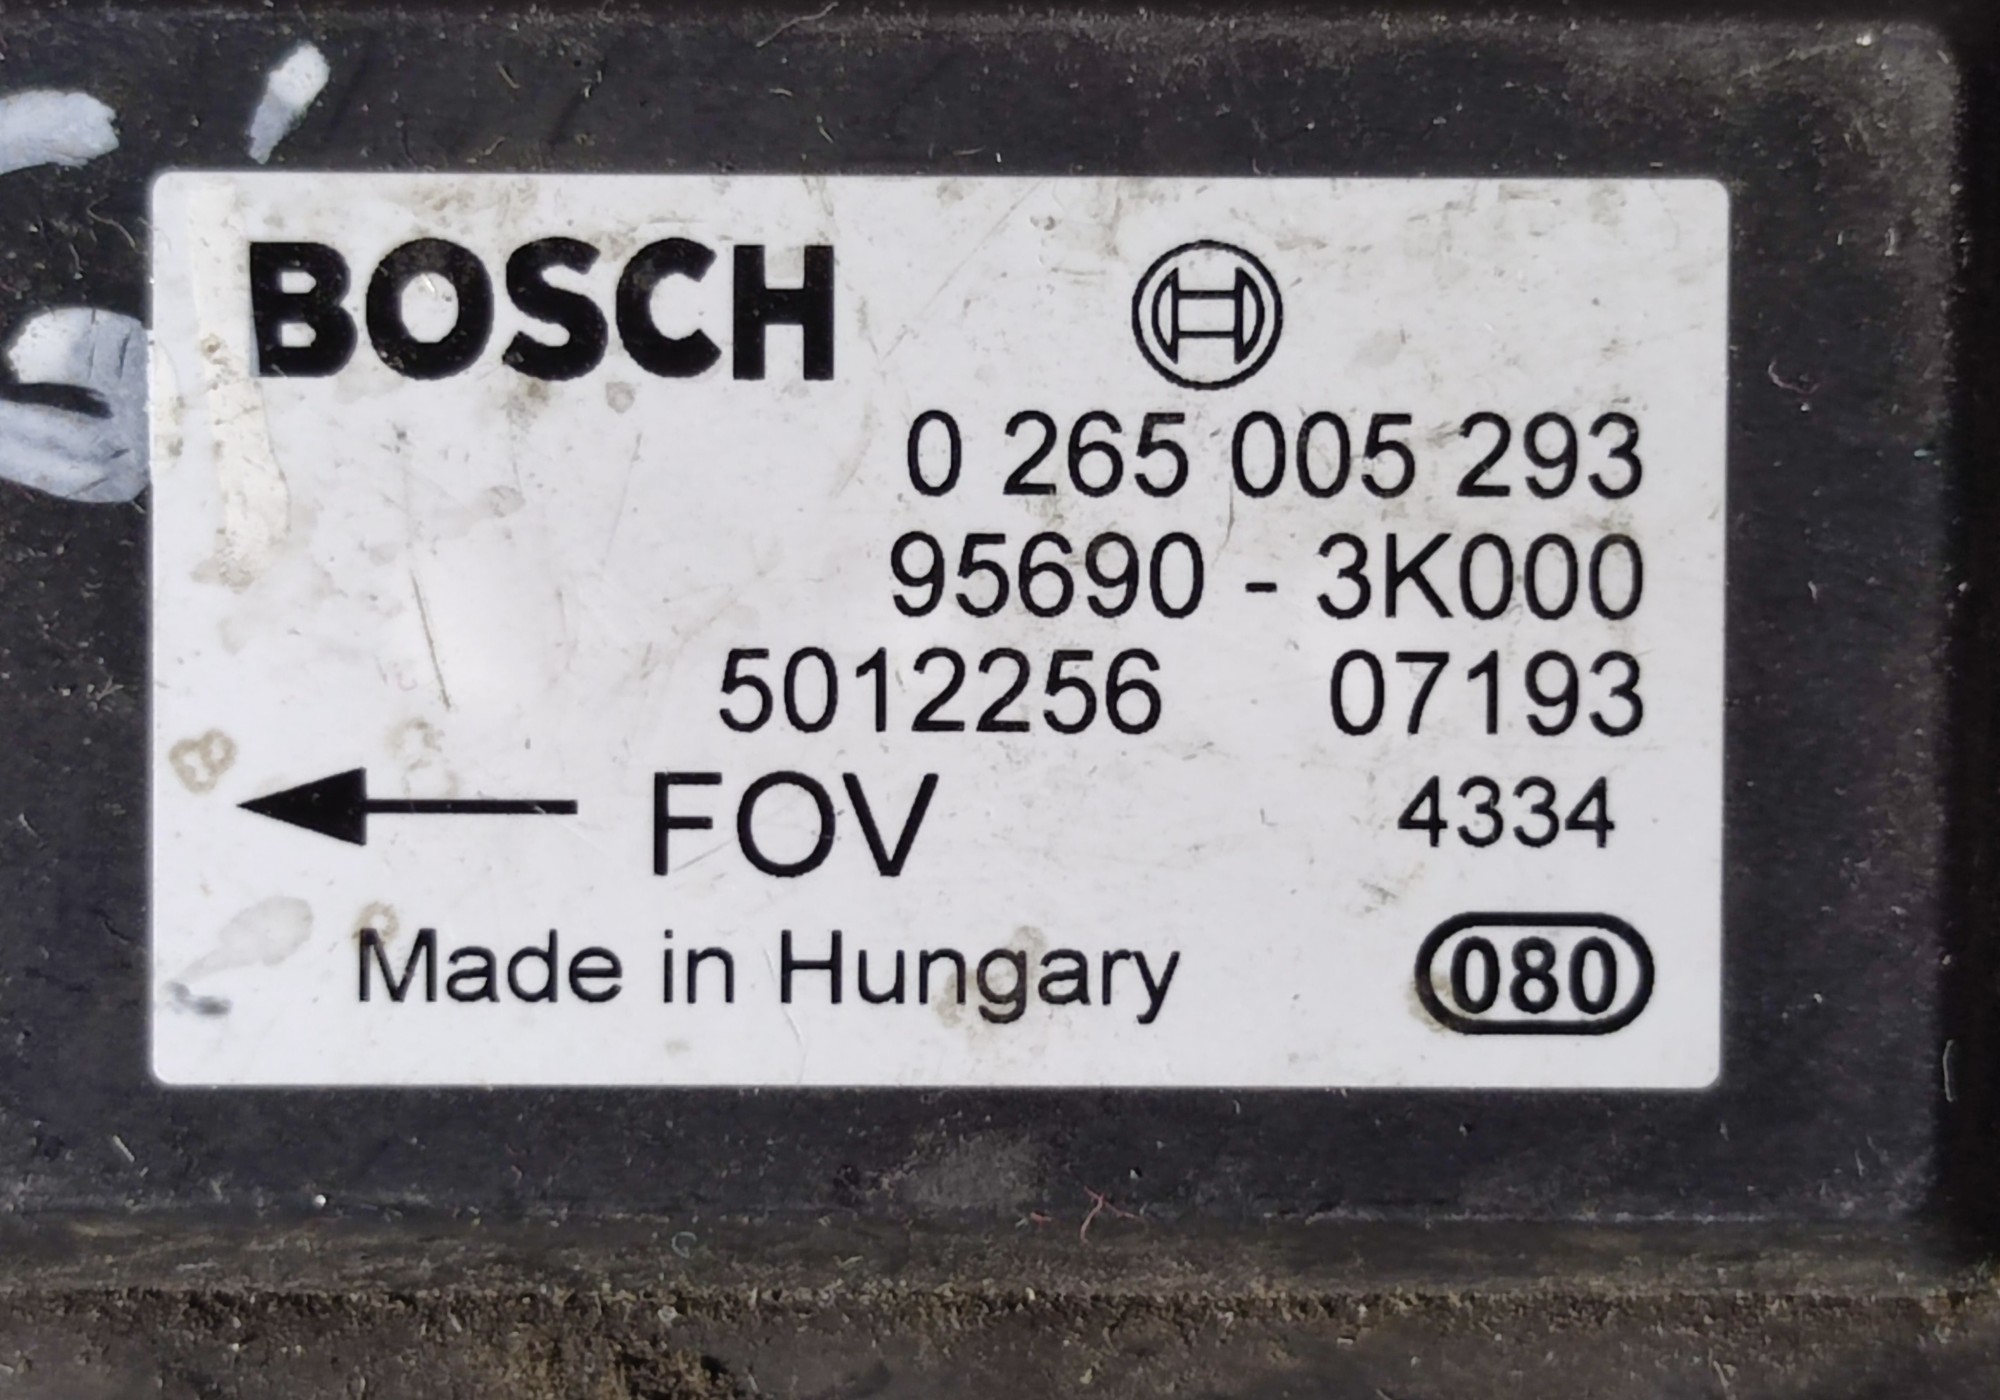 BOSCH
0 265 005 293
95690 - 3K000
5012256 07193
FOV 4334
Made in Hungary 080